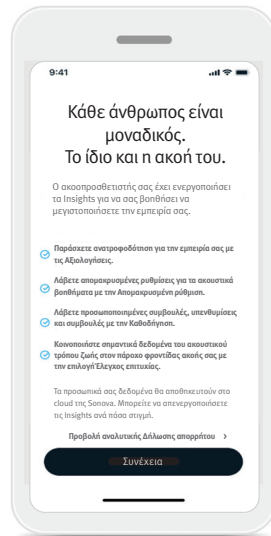 9:41
Κάθε άνθρωπος είναι
μοναδικός.
Το ίδιο και η ακοή του.
Ο ακοοπροσθετιστής σας έχει ενεργοποιήσει
τα Insights για να σας βοηθήσει να
μεγιστοποιήσετε την εμπειρία σας.
Παράσχετε ανατροφοδότηση για την εμπειρία σας με
τις Αξιολογήσεις.
Λάβετε απομακρυσμένες ρυθμίσεις για τα ακουστικά
βοηθήματα με την Απομακρυσμένη ρύθμιση.
Λάβετε προσωποποιημένες συμβουλές, υπενθυμίσεις
και συμβουλές με την Καθοδήγηση.
Κοινοποιήστε σημαντικά δεδομένα του ακουστικού
τρόπου ζωής στον πάροχο φροντίδας ακοής σας με
την επιλογή Έλεγχος επιτυχίας.
Τα προσωπικά σας δεδομένα θα αποθηκευτούν στο
cloud της Sonova. Μπορείτε να απενεργοποιήσετε
τις Insights ανά πάσα στιγμή.
Προβολή αναλυτικής Δήλωσης απορρήτου >
Συνέχεια